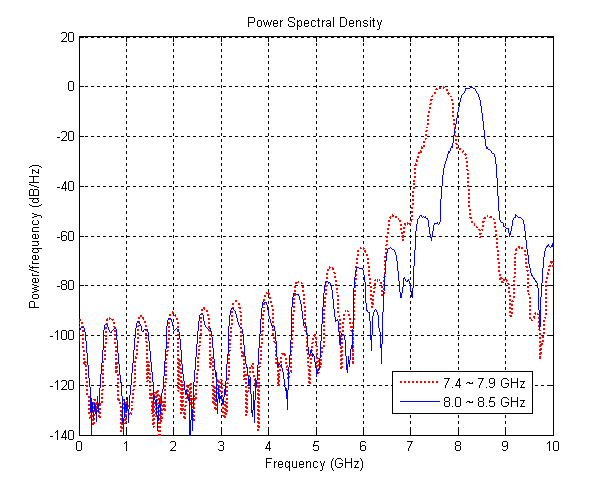 Power Spectral Density
20
0
-20
-40
-60
-80
-100
-120
-140
Power/frequency (dB/Hz)
7.4 ~ 7.9 GHz
8.0 ~ 8.5 GHz
0 1 2 3 4 5 6 7 8 9 10
Frequency (GHz)